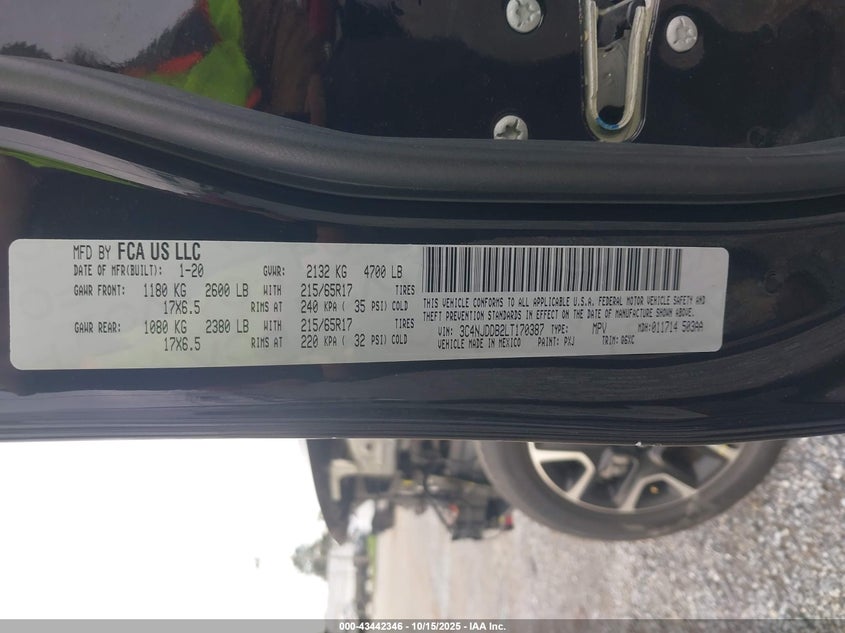 MFD BY FCA US LLC
DATE OF MFR(BUILT): 1-20 GVWR: 2132 KG 4700 LB
GAWR FRONT: 1180 KG 2600 LB WITH 215/65R17 TIRES
17X6.5 RIMS AT 240 KPA ( 35 PSI) COLD
GAWR REAR: 1080 KG 2380 LB WITH 215/65R17 TIRES
17X6.5 RIMS AT 220 KPA ( 32 PSI) COLD
THIS VEHICLE CONFORMS TO ALL APPLICABLE U.S.A. FEDERAL MOTOR VEHICLE SAFETY AND
THEFT PREVENTION STANDARDS IN EFFECT ON THE DATE OF MANUFACTURE SHOWN ABOVE.
VIN: 3C4NJDDB2LT170387 TYPE: MPV MDH: 011714 503AA
VEHICLE MADE IN MEXICO PAINT: PXJ TRIM: G6XC
000-43442346 - 10/15/2025 - IAA Inc.